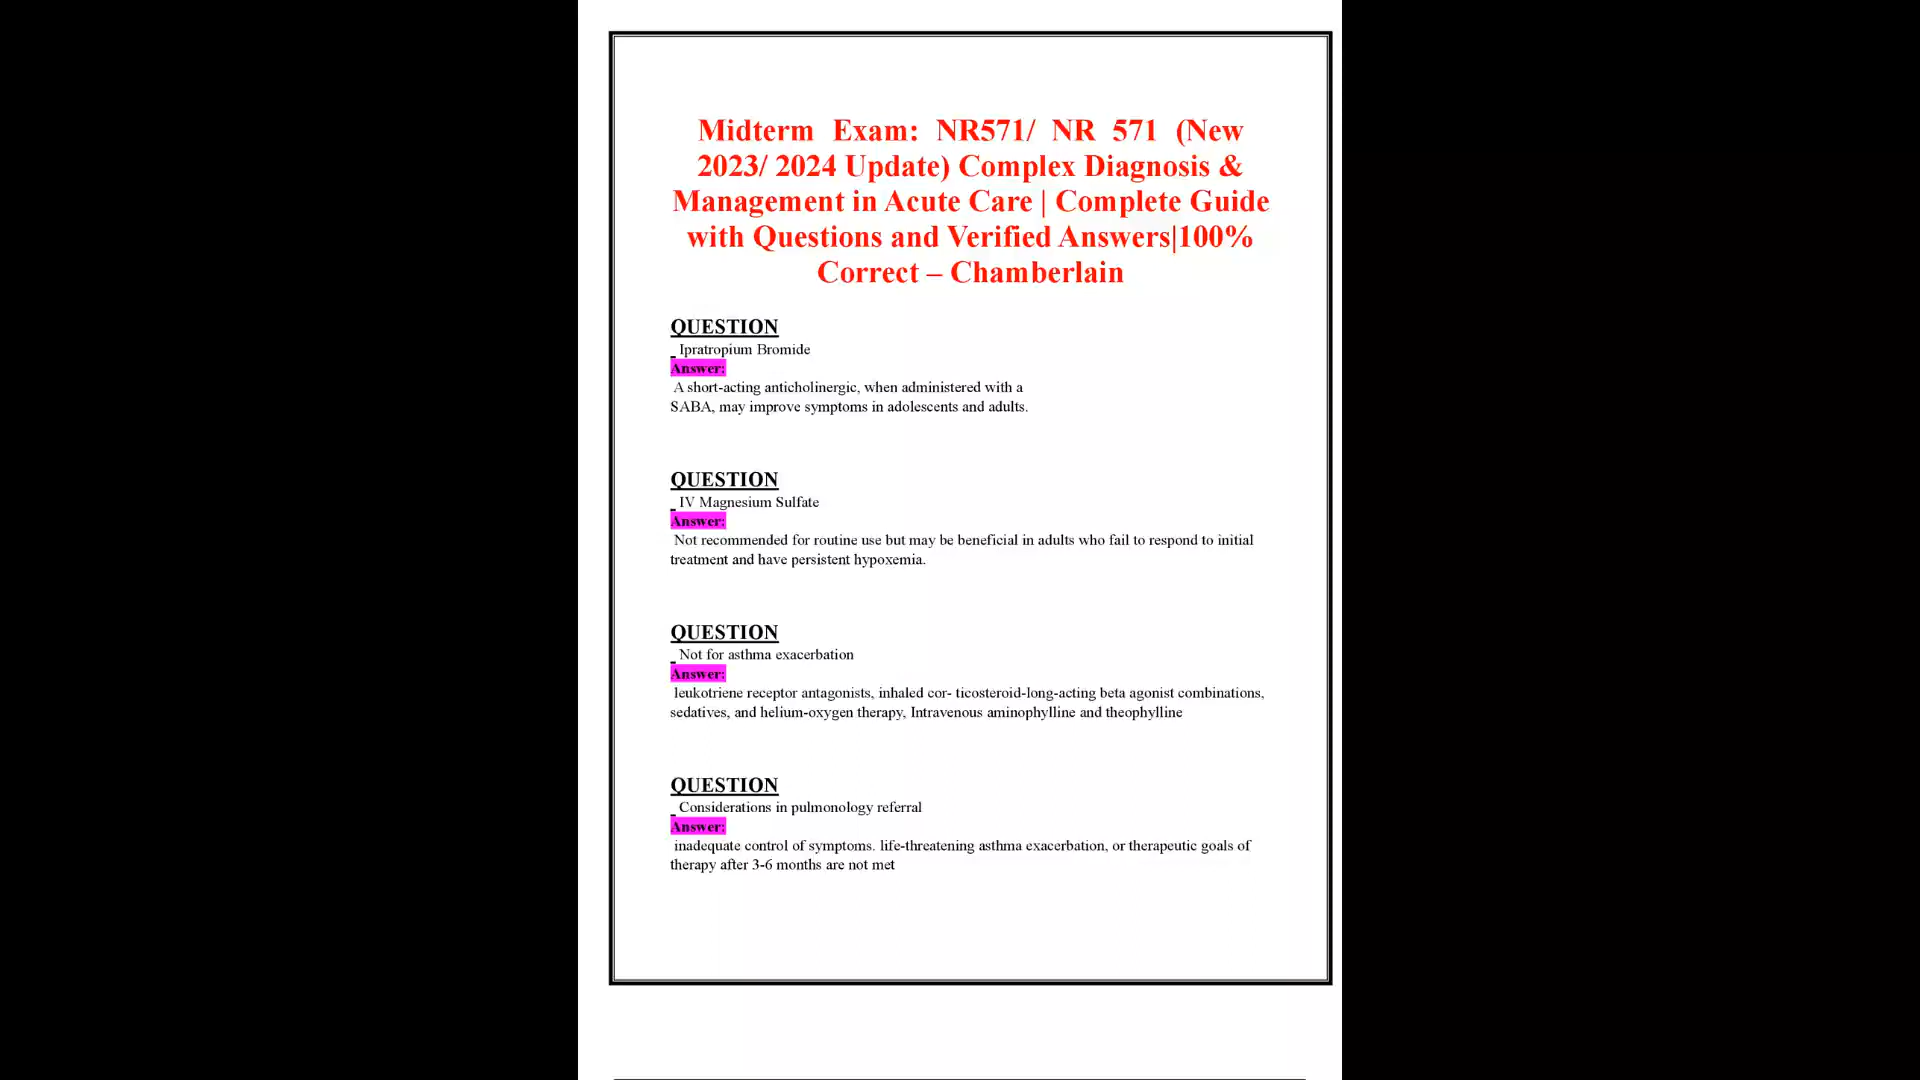 Midterm Exam: NR571/ NR 571 (New
2023/ 2024 Update) Complex Diagnosis &
Management in Acute Care | Complete Guide
with Questions and Verified Answers|100%
Correct – Chamberlain
QUESTION
Ipratropium Bromide
Answer:
A short-acting anticholinergic, when administered with a
SABA, may improve symptoms in adolescents and adults.
QUESTION
IV Magnesium Sulfate
Answer:
Not recommended for routine use but may be beneficial in adults who fail to respond to initial
treatment and have persistent hypoxemia.
QUESTION
Not for asthma exacerbation
Answer:
leukotriene receptor antagonists, inhaled cor- ticosteroid-long-acting beta agonist combinations,
sedatives, and helium-oxygen therapy, Intravenous aminophylline and theophylline
QUESTION
Considerations in pulmonology referral
Answer:
inadequate control of symptoms. life-threatening asthma exacerbation, or therapeutic goals of
therapy after 3-6 months are not met